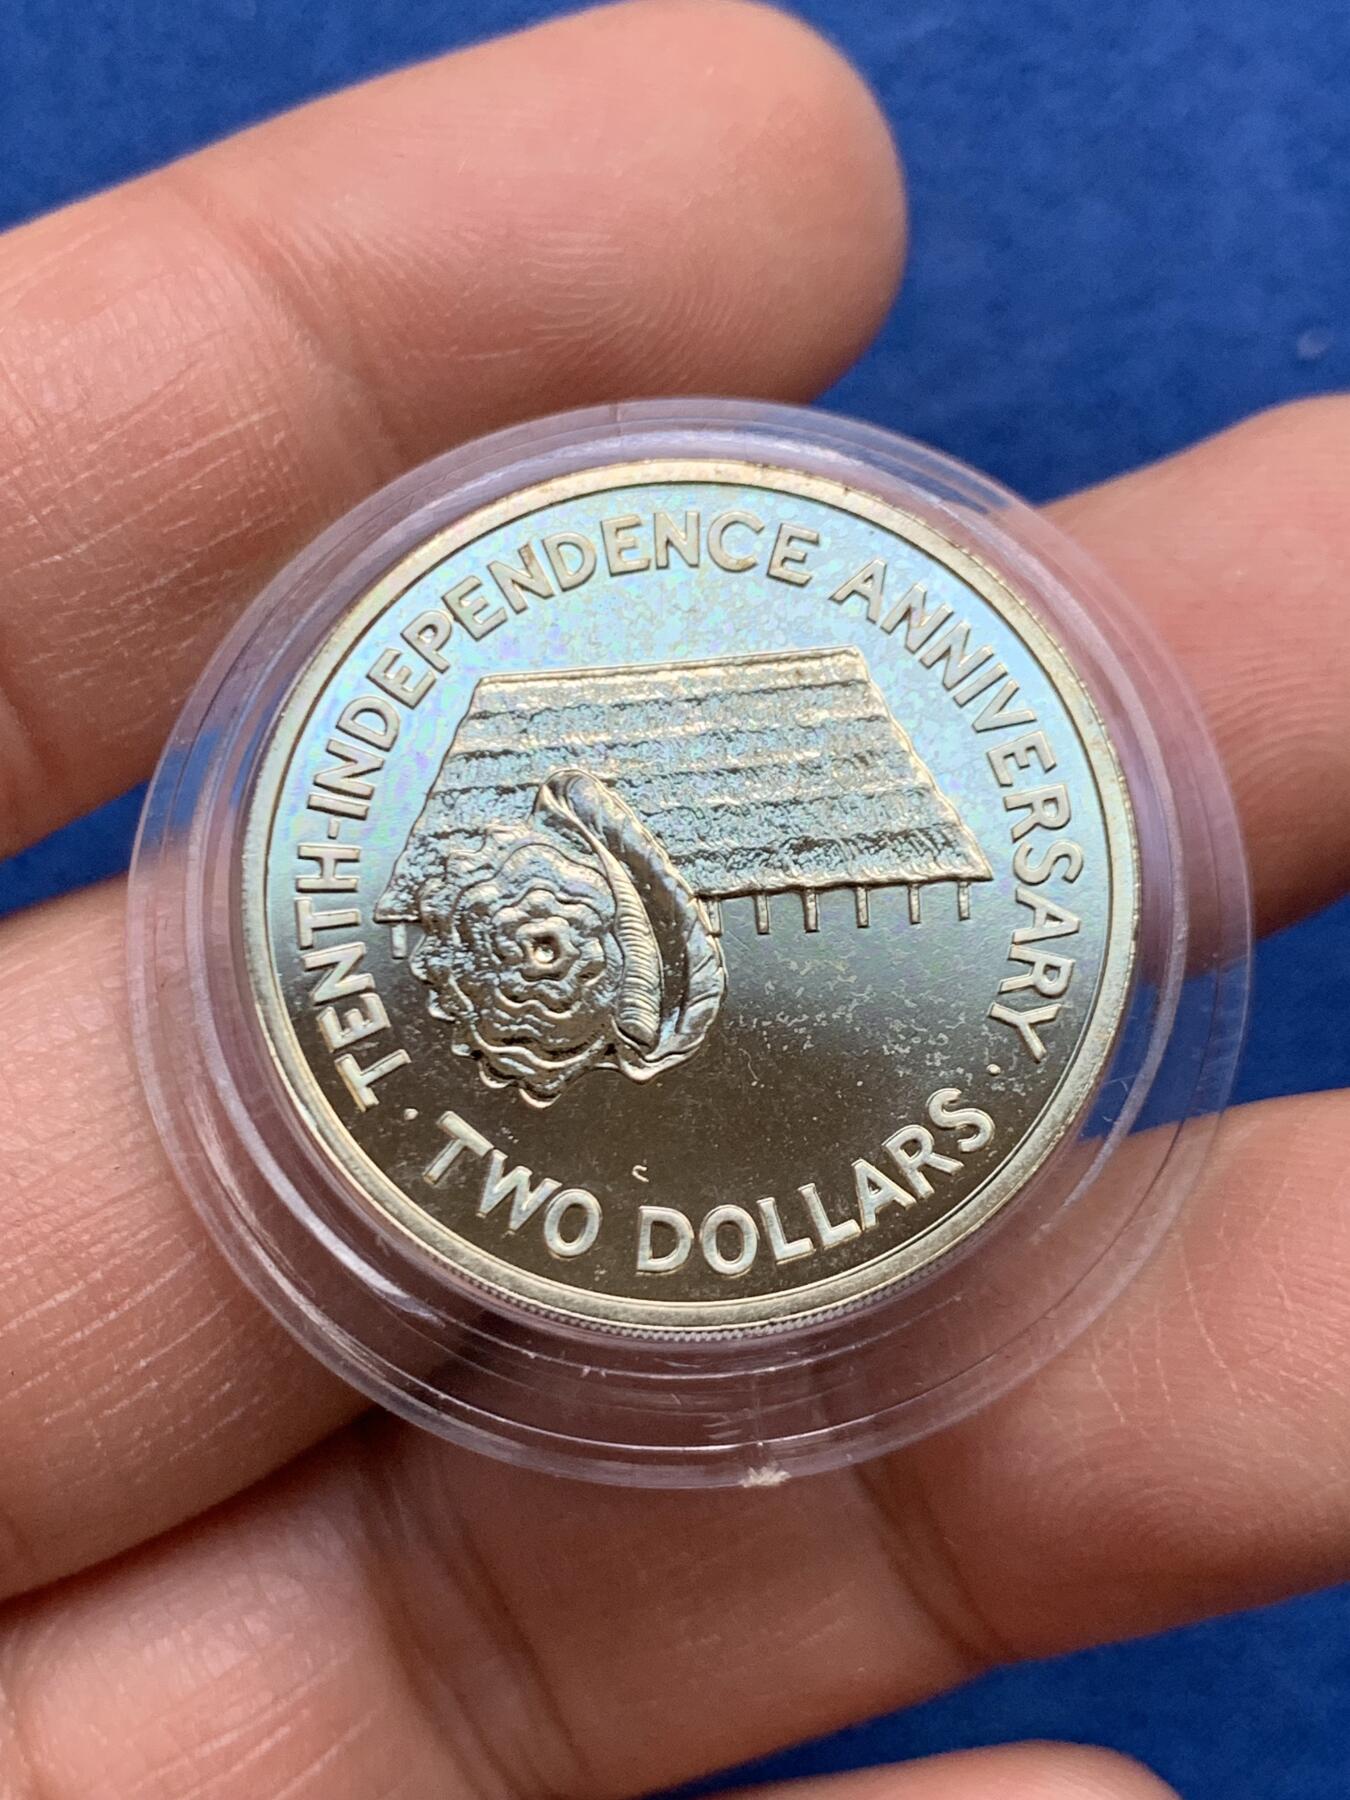 TENTH-INDEPENDENCE ANNIVERSARY
· TWO DOLLARS ·
C